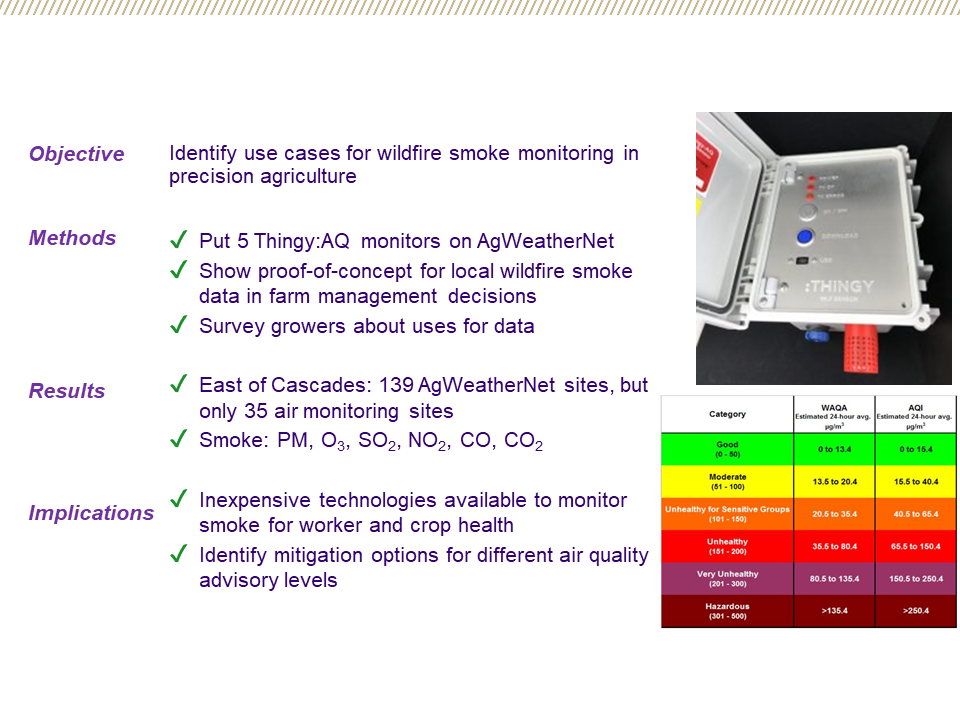 Objective
Identify use cases for wildfire smoke monitoring in
precision agriculture
Methods
✓ Put 5 Thingy:AQ monitors on AgWeatherNet
✓ Show proof-of-concept for local wildfire smoke
data in farm management decisions
✓ Survey growers about uses for data
Results
✓ East of Cascades: 139 AgWeatherNet sites, but
only 35 air monitoring sites
✓ Smoke: PM, O₃, SO₂, NO₂, CO, CO₂
Implications
✓ Inexpensive technologies available to monitor
smoke for worker and crop health
✓ Identify mitigation options for different air quality
advisory levels
POWER
DOWNLOAD
USB
:THINGY
Category
WAQA
Estimated 24-hour avg.
µg/m³
AQI
Estimated 24-hour avg.
µg/m³
Good
(0 - 50)
0 to 13.4
0 to 15.4
Moderate
(51 - 100)
13.5 to 20.4
15.5 to 40.4
Unhealthy for Sensitive Groups
(101 - 150)
20.5 to 35.4
40.5 to 65.4
Unhealthy
(151 - 200)
35.5 to 80.4
65.5 to 150.4
Very Unhealthy
(201 - 300)
80.5 to 135.4
150.5 to 250.4
Hazardous
(301 - 500)
>135.4
>250.4